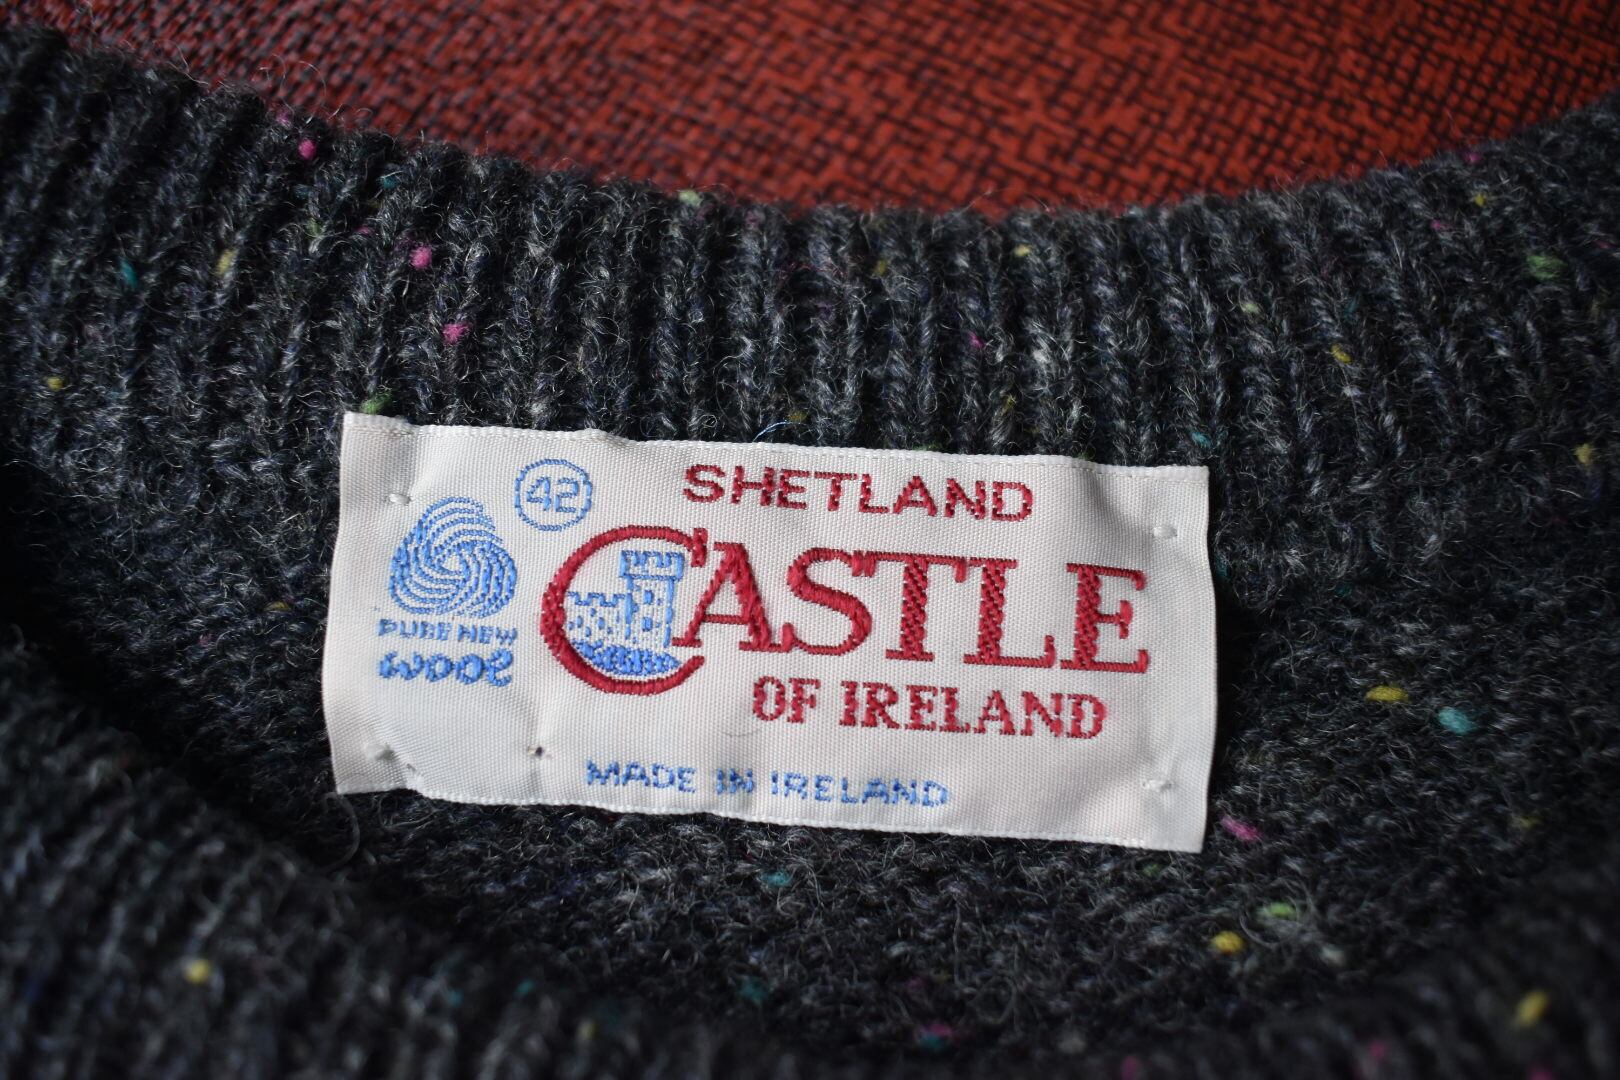 42
SHETLAND
CASTLE
OF IRELAND
PURE NEW
WOOL
MADE IN IRELAND